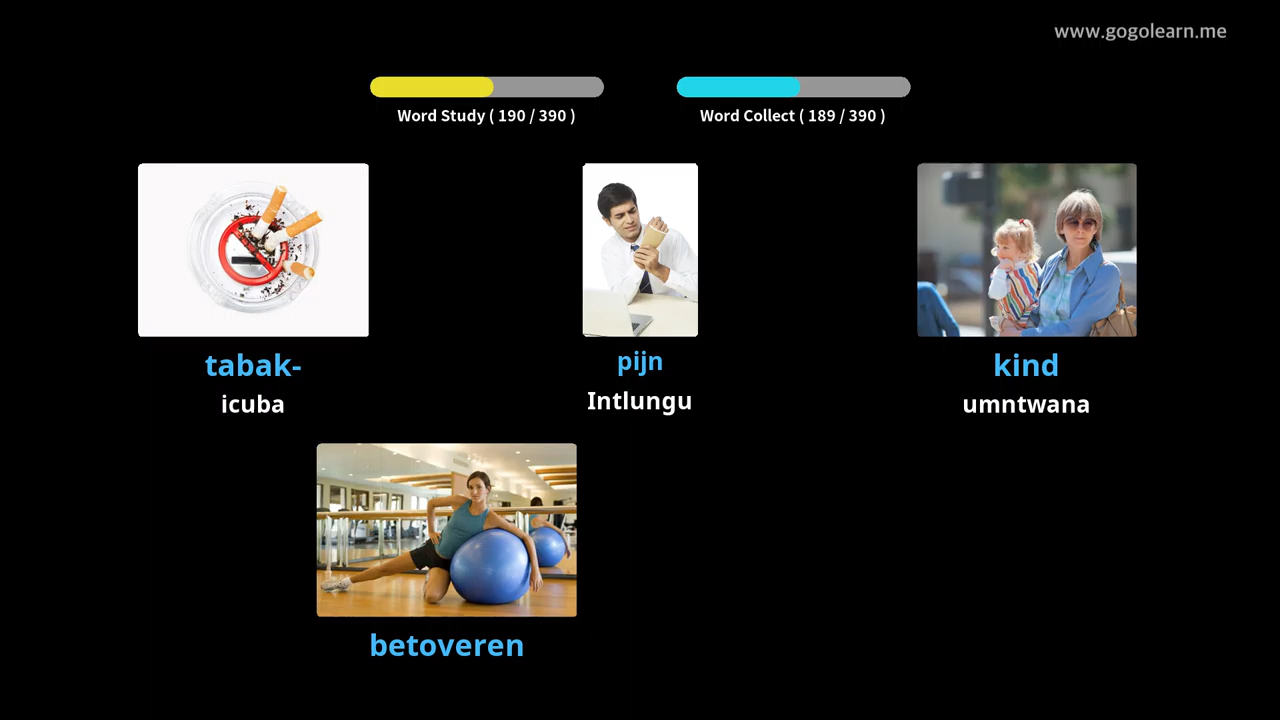 www.gogolearn.me
Word Study ( 190 / 390 )
Word Collect ( 189 / 390 )
tabak-
icuba
pijn
Intlungu
kind
umntwana
betoveren